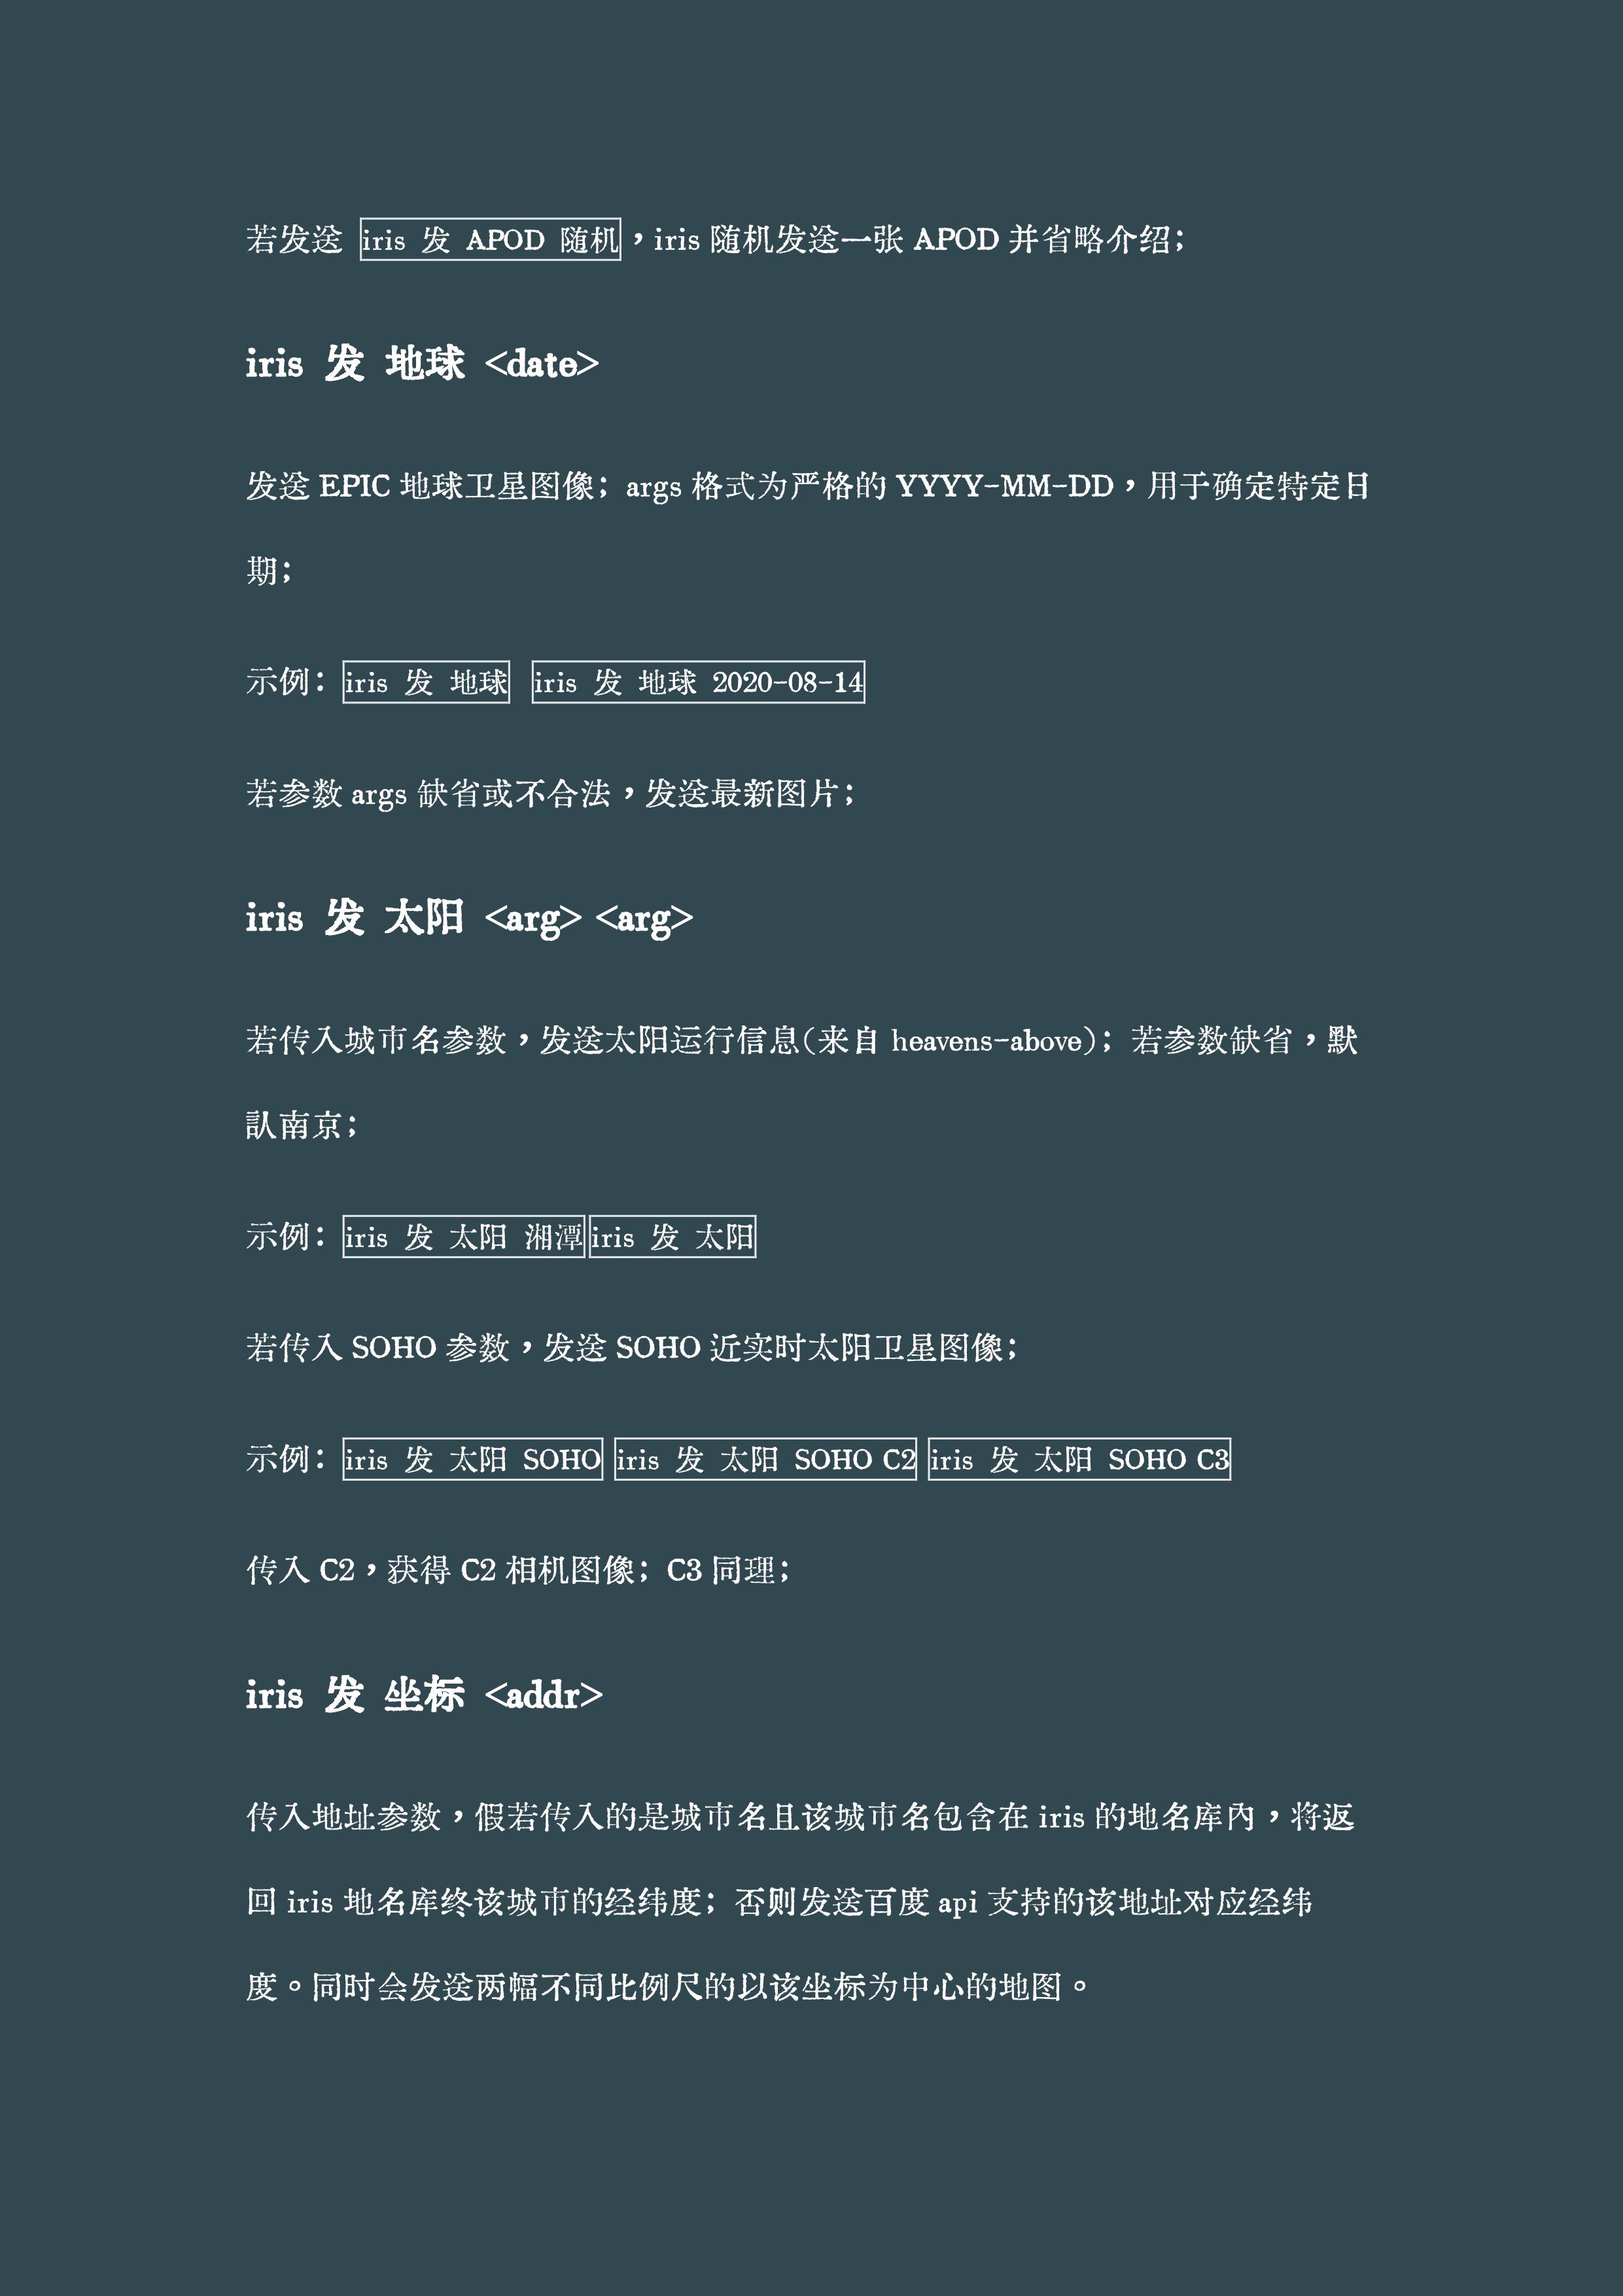 若发送 iris 发 APOD 随机，iris 随机发送一张 APOD 并省略介绍；
iris 发 地球 <date>
发送 EPIC 地球卫星图像；args 格式为严格的 YYYY-MM-DD，用于确定特定日
期；
示例：iris 发 地球 iris 发 地球 2020-08-14
若参数 args 缺省或不合法，发送最新图片；
iris 发 太阳 <arg> <arg>
若传入城市名参数，发送太阳运行信息(来自 heavens-above)；若参数缺省，默
认南京；
示例：iris 发 太阳 湘潭 iris 发 太阳
若传入 SOHO 参数，发送 SOHO 近实时太阳卫星图像；
示例：iris 发 太阳 SOHO iris 发 太阳 SOHO C2 iris 发 太阳 SOHO C3
传入 C2，获得 C2 相机图像；C3 同理；
iris 发 坐标 <addr>
传入地址参数，假若传入的是城市名且该城市名包含在 iris 的地名库内，将返
回 iris 地名库终该城市的经纬度；否则发送百度 api 支持的该地址对应经纬
度。同时会发送两幅不同比例尺的以该坐标为中心的地图。